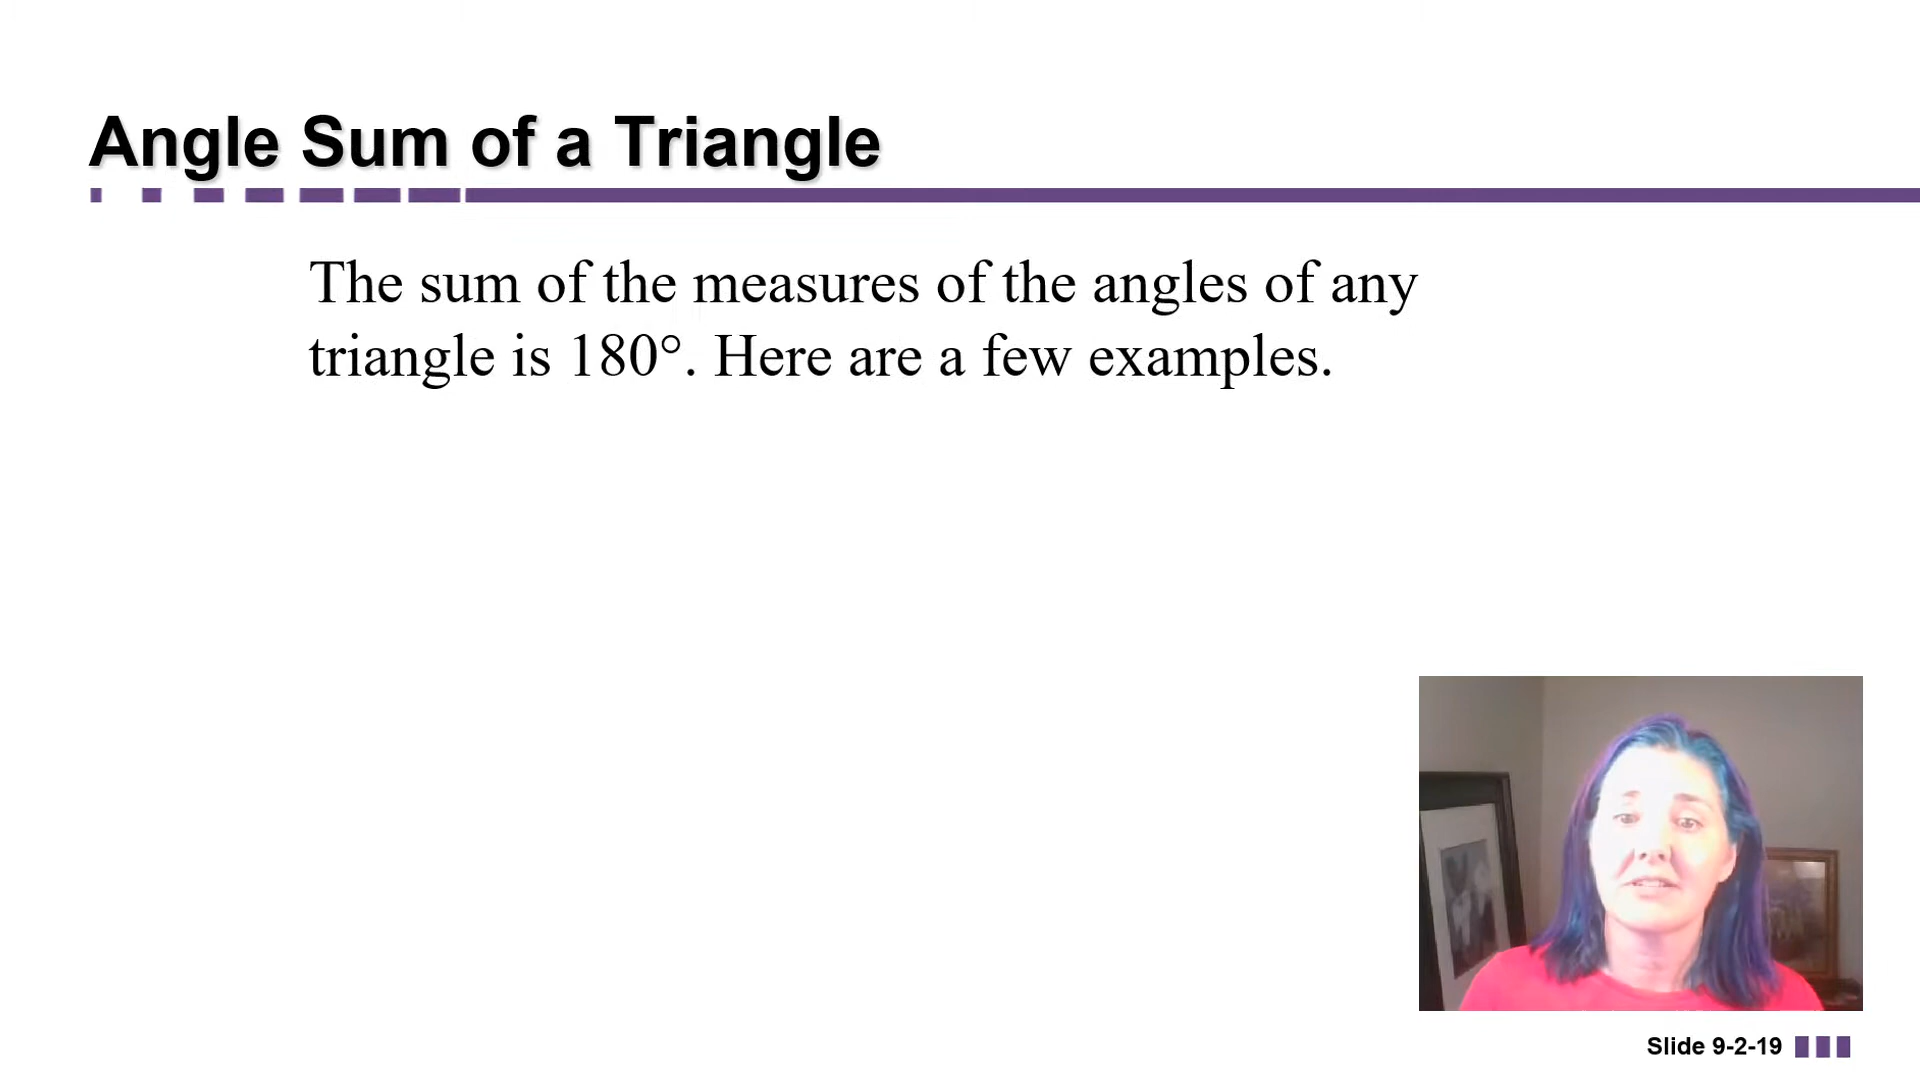 Angle Sum of a Triangle
The sum of the measures of the angles of any
triangle is 180°. Here are a few examples.
Slide 9-2-19